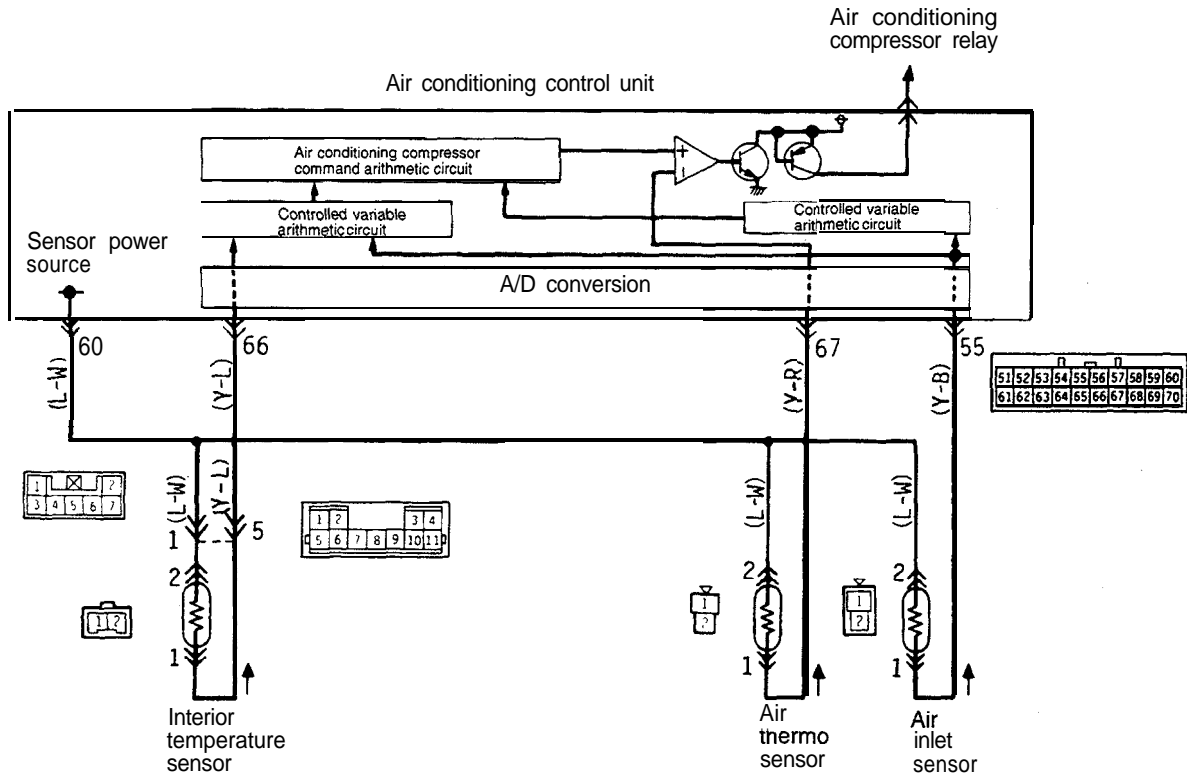 Air conditioning
compressor relay
Air conditioning control unit
Air conditioning compressor
command arithmetic circuit
Controlled variable
arithmetic circuit
Controlled variable
arithmetic circuit
Sensor power
source
A/D conversion
60
66
67
55
(L-W)
(Y-L)
(Y-R)
(Y-B)
51 52 53 54 55 56 57 58 59 60
61 62 63 64 65 66 67 68 69 70
(L-W)
(Y-L)
(L-W)
(L-W)
1 2
3 4 5 6 7
1
5
1 2 3 4
5 6 7 8 9 10 11
2
2
2
1 2
1
2
1
2
1
1
1
Interior
temperature
sensor
Air
thermo
sensor
Air
inlet
sensor